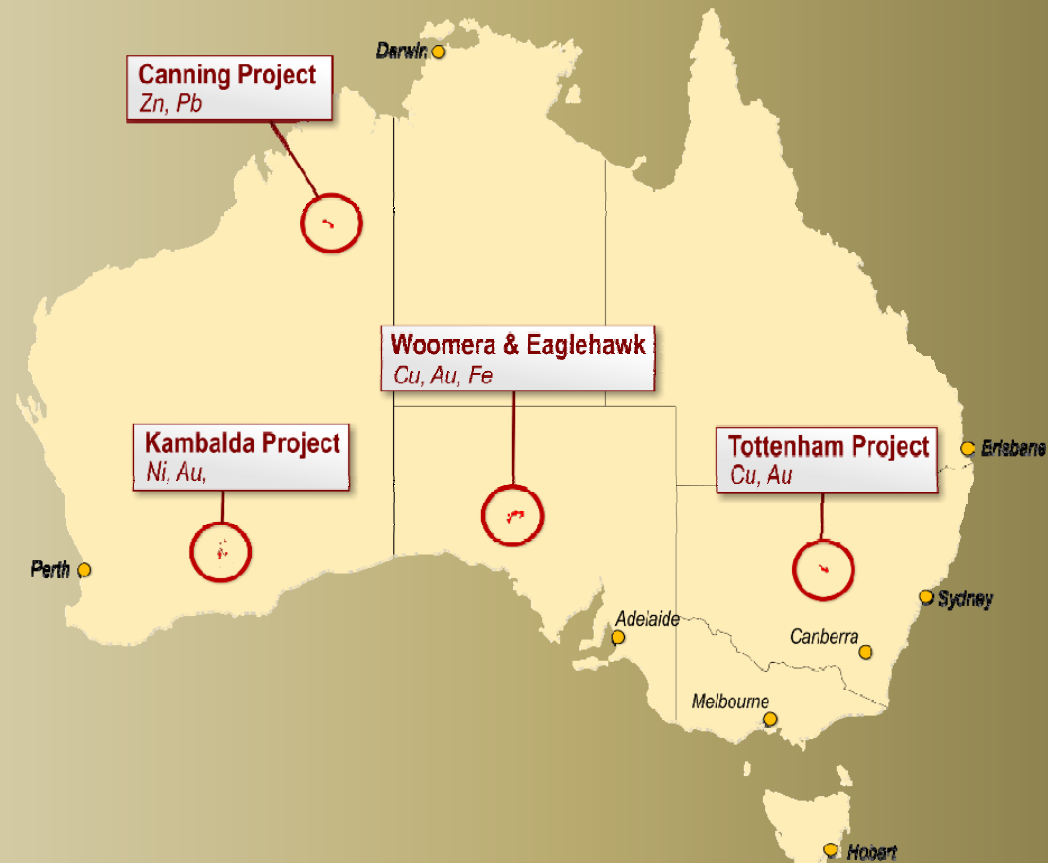 Darwin
Canning Project
Zn, Pb
Woomera & Eaglehawk
Cu, Au, Fe
Kambalda Project
Ni, Au,
Tottenham Project
Cu, Au
Brisbane
Perth
Sydney
Adelaide
Canberra
Melbourne
Hobart